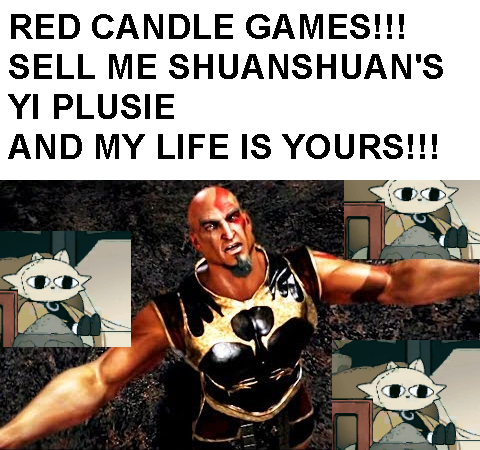 RED CANDLE GAMES!!!
SELL ME SHUANSHUAN'S
YI PLUSIE
AND MY LIFE IS YOURS!!!